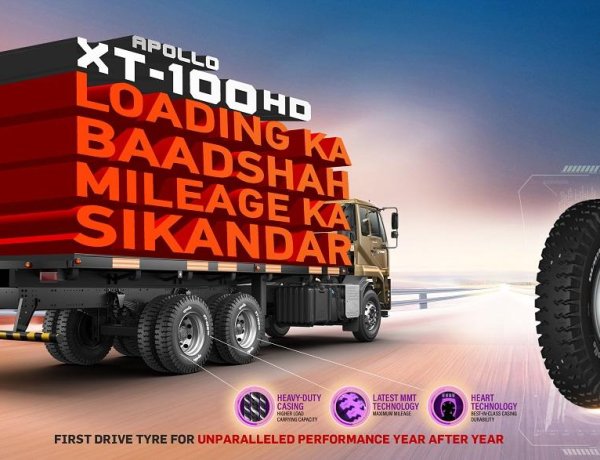 APOLLO
XT-100HD
LOADING KA
BAADSHAH
MILEAGE KA
SIKANDAR
HEAVY-DUTY
CASING
HIGHER LOAD
CARRYING CAPACITY
LATEST MMT
TECHNOLOGY
MAXIMUM MILEAGE
HEART
TECHNOLOGY
BEST-IN-CLASS CASING
DURABILITY
FIRST DRIVE TYRE FOR UNPARALLELED PERFORMANCE YEAR AFTER YEAR